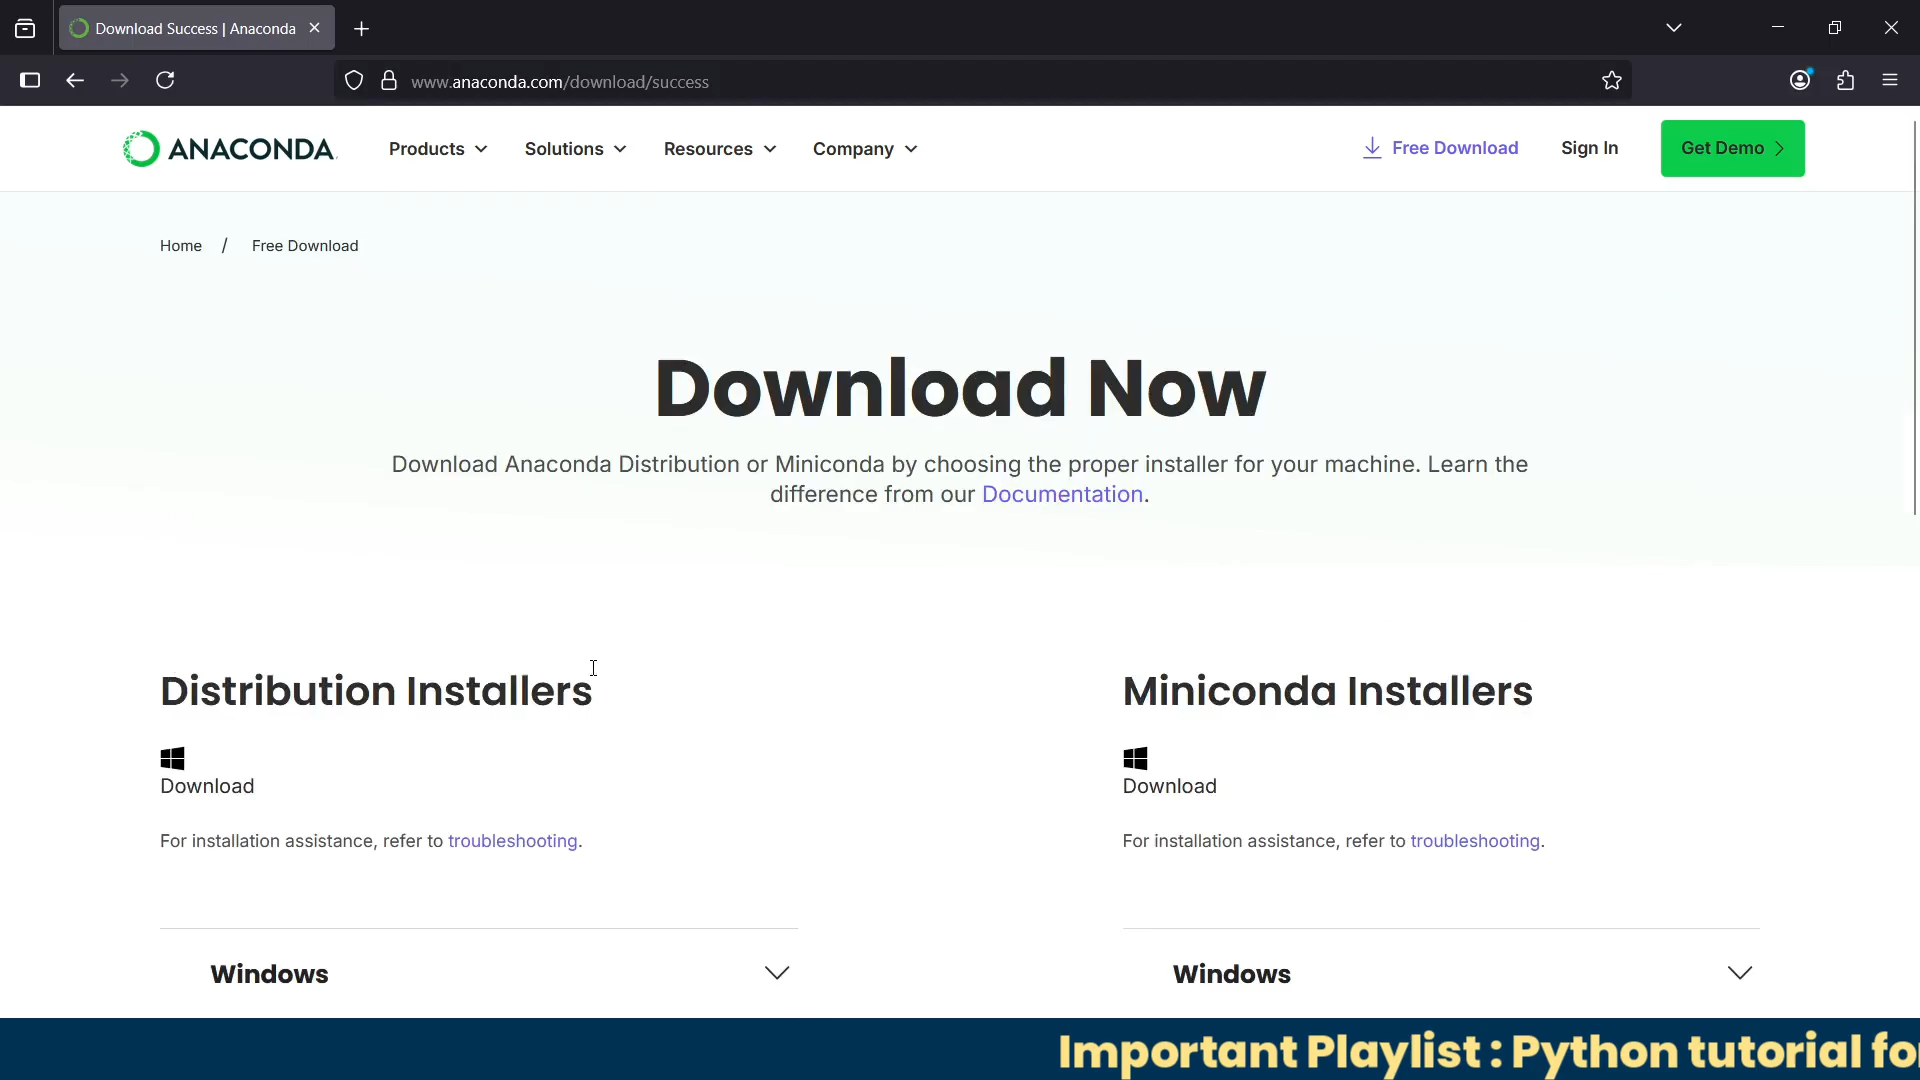 Download Success | Anaconda
www.anaconda.com/download/success
ANACONDA.
Products
Solutions
Resources
Company
Free Download
Sign In
Get Demo
Home / Free Download
Download Now
Download Anaconda Distribution or Miniconda by choosing the proper installer for your machine. Learn the
difference from our Documentation.
Distribution Installers
Download
For installation assistance, refer to troubleshooting.
Windows
Miniconda Installers
Download
For installation assistance, refer to troubleshooting.
Windows
Important Playlist : Python tutorial fo